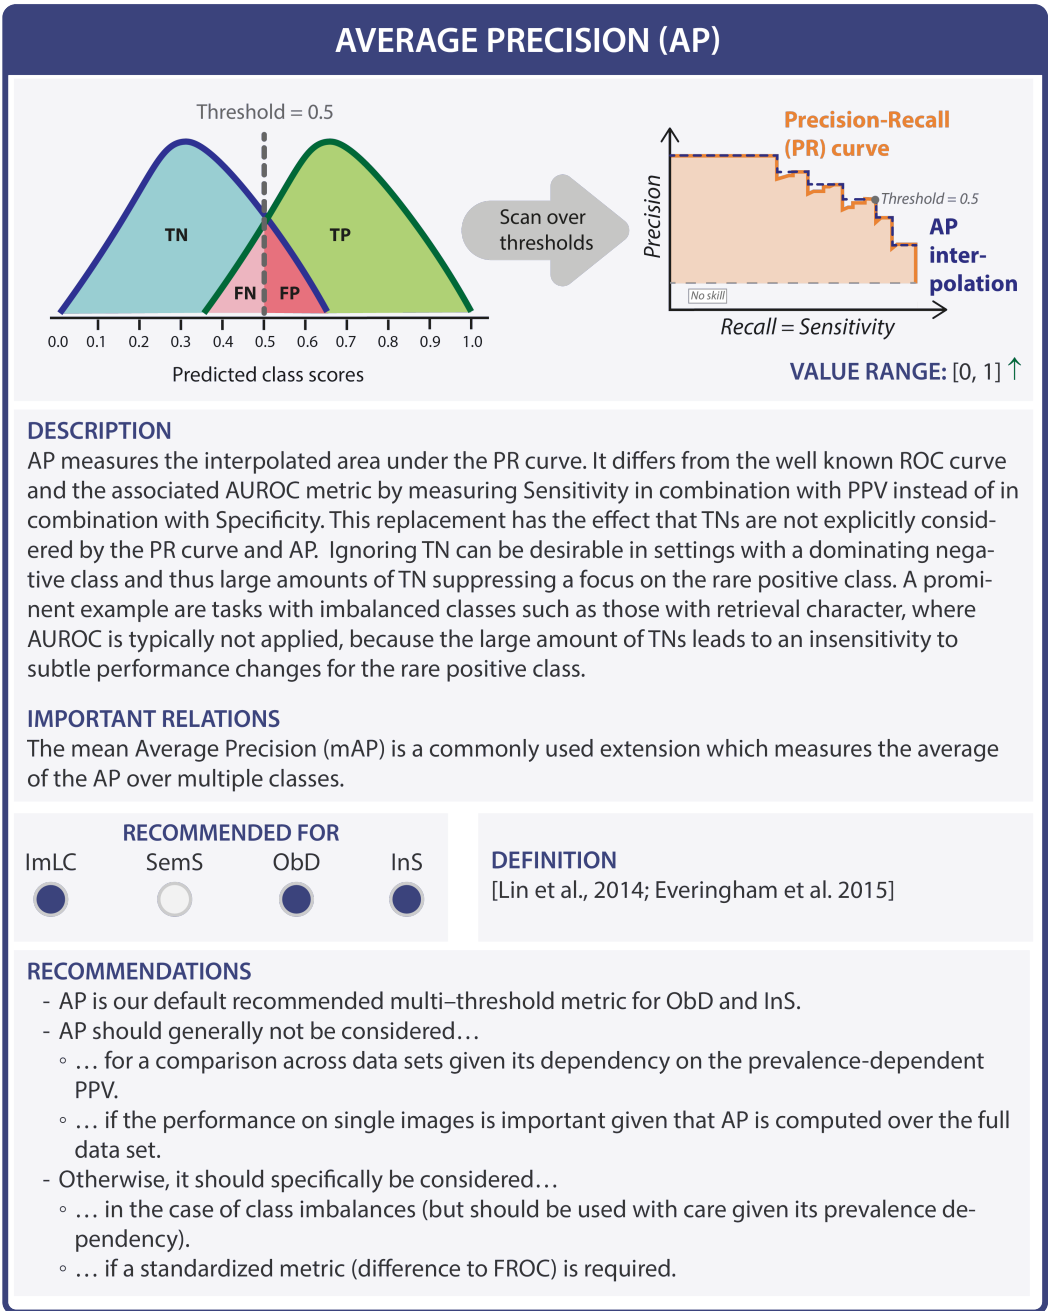 AVERAGE PRECISION (AP)
Threshold = 0.5
TN
TP
FN
FP
0.0 0.1 0.2 0.3 0.4 0.5 0.6 0.7 0.8 0.9 1.0
Predicted class scores
Scan over
thresholds
Precision-Recall
(PR) curve
Precision
Threshold = 0.5
AP
inter-
polation
No skill
Recall = Sensitivity
VALUE RANGE: [0, 1] ↑
DESCRIPTION
AP measures the interpolated area under the PR curve. It differs from the well known ROC curve
and the associated AUROC metric by measuring Sensitivity in combination with PPV instead of in
combination with Specificity. This replacement has the effect that TNs are not explicitly consid-
ered by the PR curve and AP.  Ignoring TN can be desirable in settings with a dominating nega-
tive class and thus large amounts of TN suppressing a focus on the rare positive class. A promi-
nent example are tasks with imbalanced classes such as those with retrieval character, where
AUROC is typically not applied, because the large amount of TNs leads to an insensitivity to
subtle performance changes for the rare positive class.
IMPORTANT RELATIONS
The mean Average Precision (mAP) is a commonly used extension which measures the average
of the AP over multiple classes.
RECOMMENDED FOR
ImLC SemS ObD InS
DEFINITION
[Lin et al., 2014; Everingham et al. 2015]
RECOMMENDATIONS
- AP is our default recommended multi–threshold metric for ObD and InS.
- AP should generally not be considered…
◦ … for a comparison across data sets given its dependency on the prevalence-dependent
PPV.
◦ … if the performance on single images is important given that AP is computed over the full
data set.
- Otherwise, it should specifically be considered…
◦ … in the case of class imbalances (but should be used with care given its prevalence de-
pendency).
◦ … if a standardized metric (difference to FROC) is required.